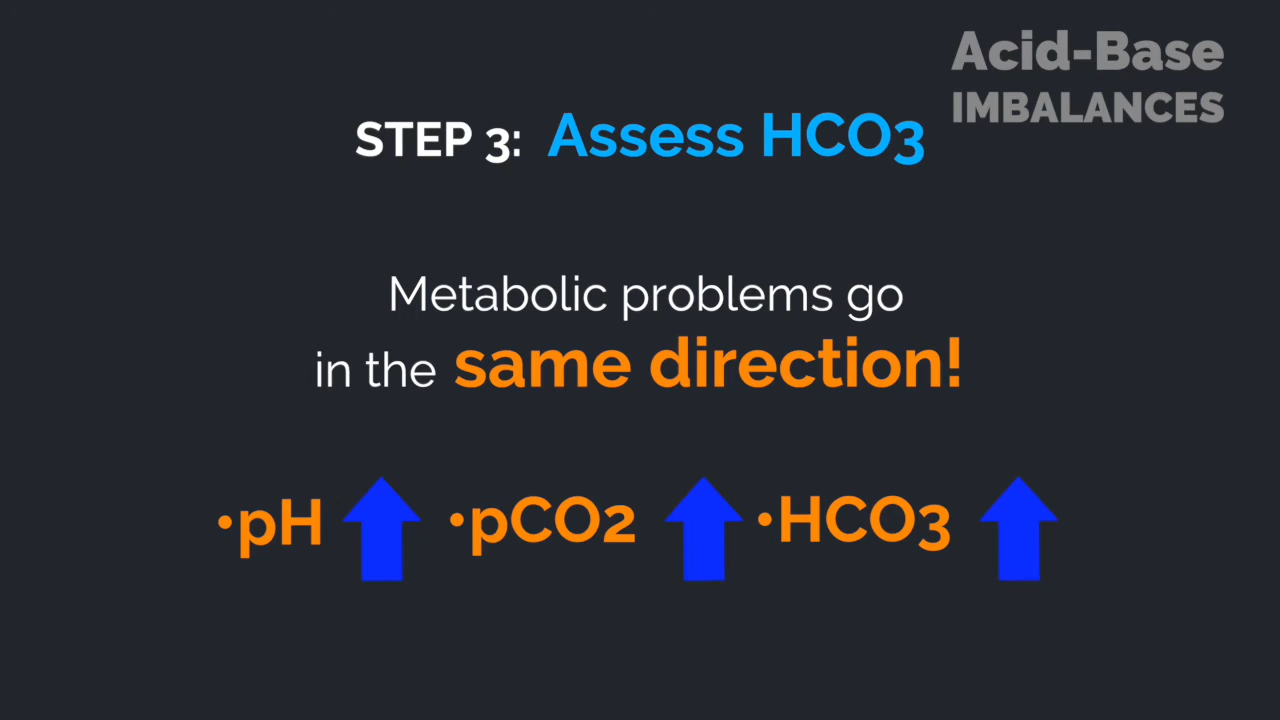 Acid-Base
IMBALANCES
STEP 3: Assess HCO3
Metabolic problems go
in the same direction!
•pH •pCO2 •HCO3